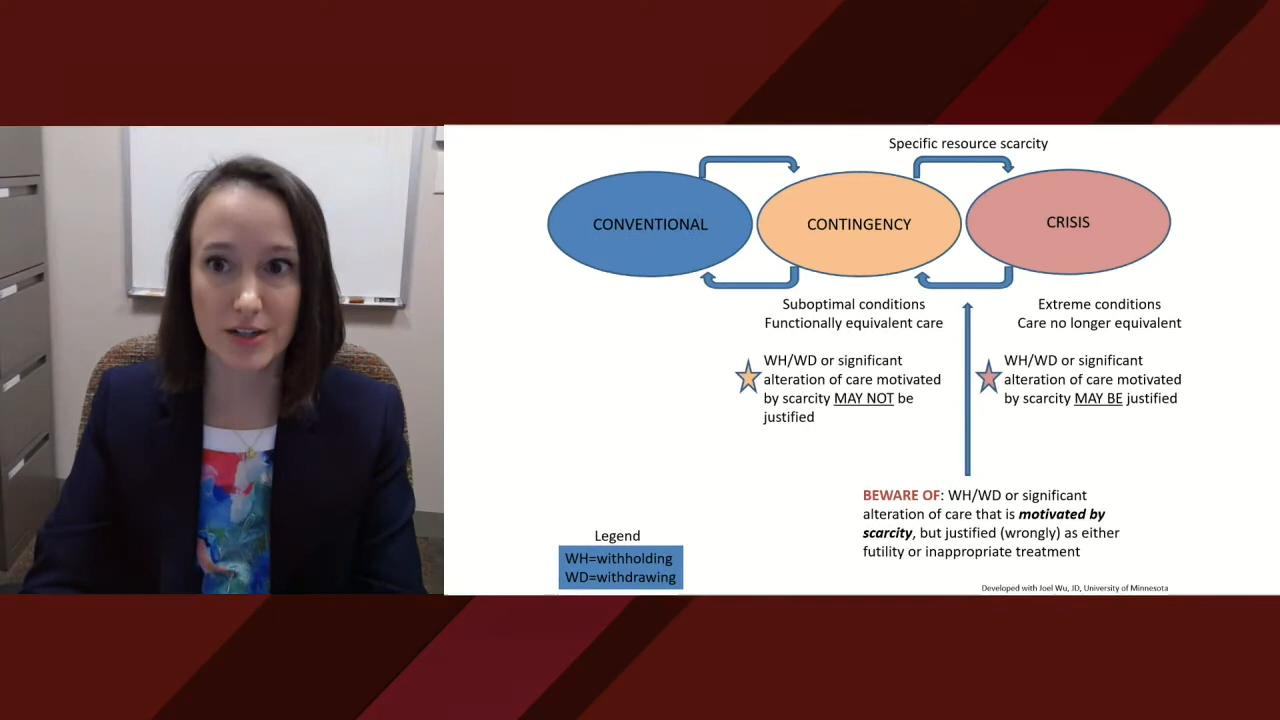 Specific resource scarcity
CONVENTIONAL
CONTINGENCY
CRISIS
Suboptimal conditions
Functionally equivalent care
Extreme conditions
Care no longer equivalent
WH/WD or significant
alteration of care motivated
by scarcity MAY NOT be
justified
WH/WD or significant
alteration of care motivated
by scarcity MAY BE justified
BEWARE OF: WH/WD or significant
alteration of care that is motivated by
scarcity, but justified (wrongly) as either
futility or inappropriate treatment
Legend
WH=withholding
WD=withdrawing
Developed with Joel Wu, JD, University of Minnesota